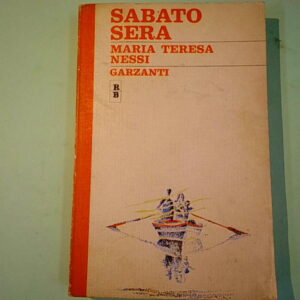 SABATO
SERA
MARIA TERESA
NESSI
GARZANTI
R
B